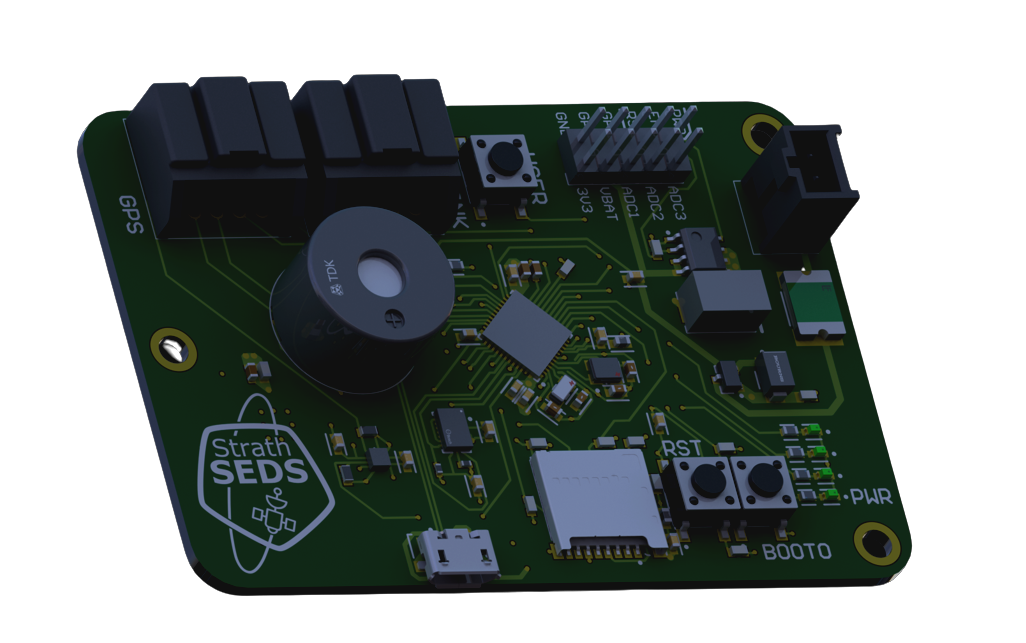 GPS
TDK
3V3
VBAT
ADC1
ADC2
ADC3
Strath
SEDS
RST
PWR
BOOT0